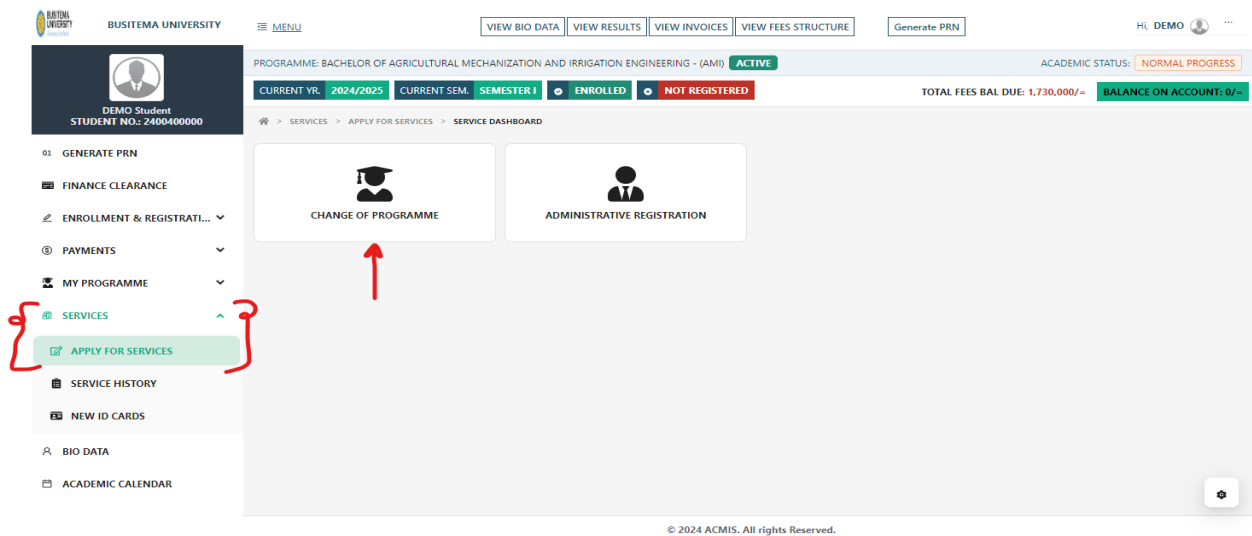 BUSITEMA
UNIVERSITY
BUSITEMA UNIVERSITY
MENU
VIEW BIO DATA
VIEW RESULTS
VIEW INVOICES
VIEW FEES STRUCTURE
Generate PRN
Hi, DEMO
DEMO Student
STUDENT NO.: 2400400000
PROGRAMME: BACHELOR OF AGRICULTURAL MECHANIZATION AND IRRIGATION ENGINEERING - (AMI) ACTIVE
ACADEMIC STATUS: NORMAL PROGRESS
CURRENT YR. 2024/2025
CURRENT SEM. SEMESTER I
ENROLLED
NOT REGISTERED
TOTAL FEES BAL DUE: 1,730,000/=
BALANCE ON ACCOUNT: 0/=
> SERVICES > APPLY FOR SERVICES > SERVICE DASHBOARD
01 GENERATE PRN
FINANCE CLEARANCE
ENROLLMENT & REGISTRATI...
PAYMENTS
MY PROGRAMME
SERVICES
APPLY FOR SERVICES
SERVICE HISTORY
NEW ID CARDS
BIO DATA
ACADEMIC CALENDAR
CHANGE OF PROGRAMME
ADMINISTRATIVE REGISTRATION
© 2024 ACMIS. All rights Reserved.